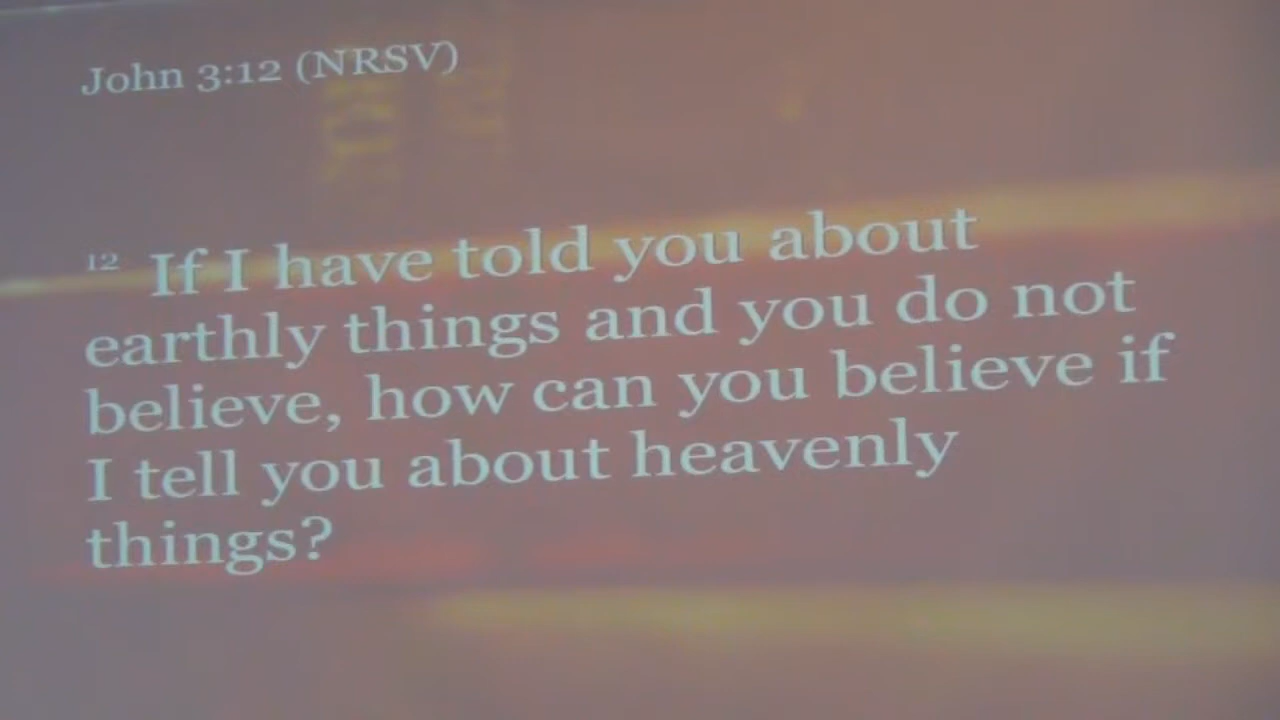 John 3:12 (NRSV)
12 If I have told you about
earthly things and you do not
believe, how can you believe if
I tell you about heavenly
things?